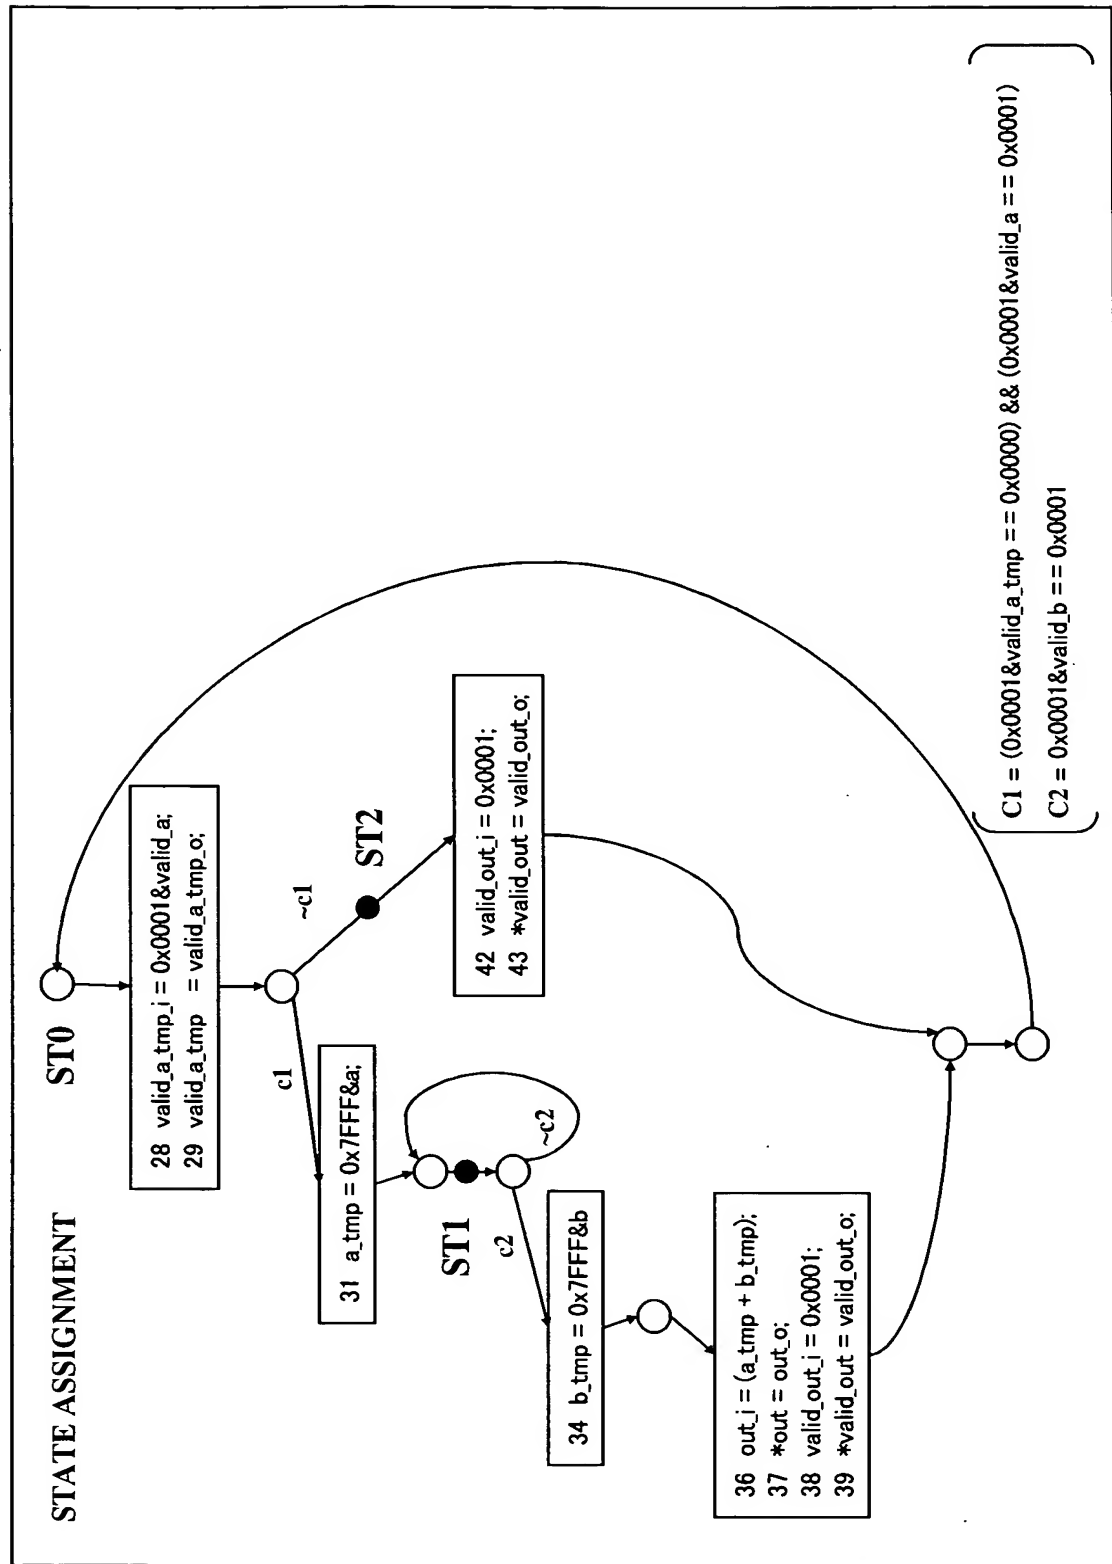 STATE ASSIGNMENT
ST0
28 valid_a_tmp_i = 0x0001&valid_a;
29 valid_a_tmp = valid_a_tmp_o;
c1
~c1
31 a_tmp = 0x7FFF&a;
ST2
ST1
42 valid_out_i = 0x0001;
43 *valid_out = valid_out_o;
c2
~c2
34 b_tmp = 0x7FFF&b
36 out_i = (a_tmp + b_tmp);
37 *out = out_o;
38 valid_out_i = 0x0001;
39 *valid_out = valid_out_o;
C1 = (0x0001&valid_a_tmp == 0x0000) && (0x0001&valid_a == 0x0001)
C2 = 0x0001&valid_b == 0x0001